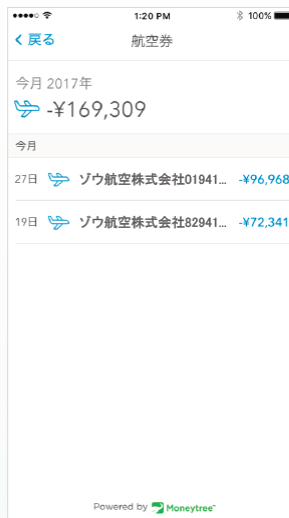 1:20 PM 100%
戻る 航空券
今月 2017年
-¥169,309
今月
27日 ゾウ航空株式会社01941... -¥96,968
19日 ゾウ航空株式会社82941... -¥72,341
Powered by Moneytree™